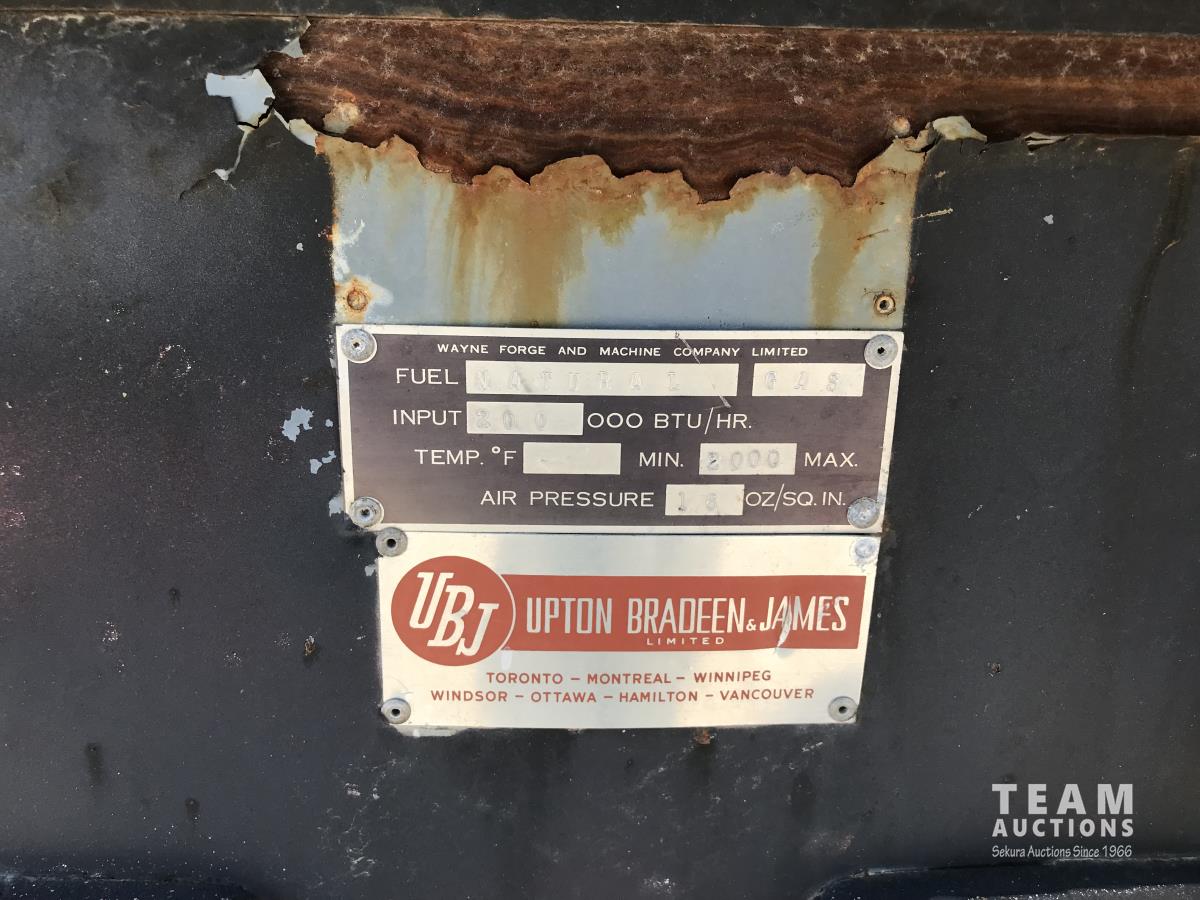 WAYNE FORGE AND MACHINE COMPANY LIMITED
FUEL NATURAL GAS
INPUT 200 000 BTU/HR.
TEMP. °F - MIN. 2000 MAX.
AIR PRESSURE 16 OZ/SQ. IN.
UBJ UPTON BRADEEN & JAMES
LIMITED
TORONTO - MONTREAL - WINNIPEG
WINDSOR - OTTAWA - HAMILTON - VANCOUVER
TEAM
AUCTIONS
Sekura Auctions Since 1966